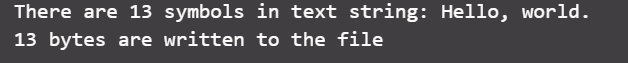 There are 13 symbols in text string: Hello, world.
13 bytes are written to the file